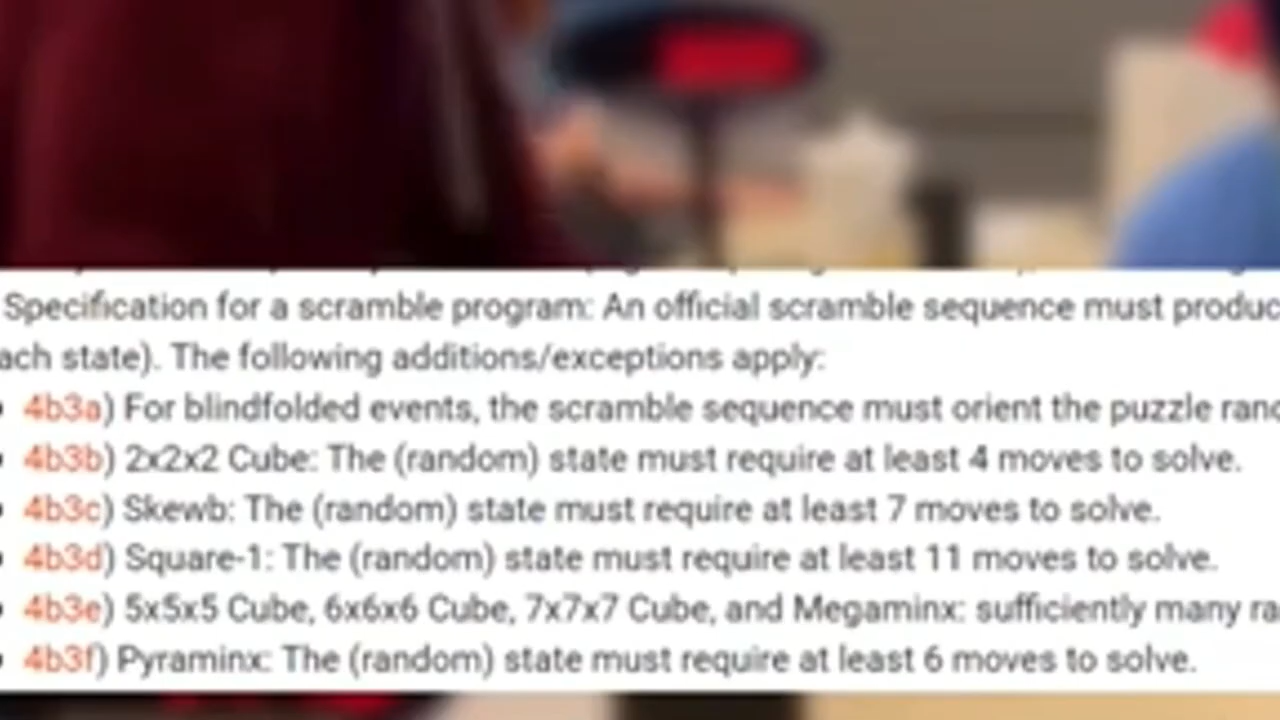 Specification for a scramble program: An official scramble sequence must produc
ach state). The following additions/exceptions apply:
4b3a) For blindfolded events, the scramble sequence must orient the puzzle ran
4b3b) 2x2x2 Cube: The (random) state must require at least 4 moves to solve.
4b3c) Skewb: The (random) state must require at least 7 moves to solve.
4b3d) Square-1: The (random) state must require at least 11 moves to solve.
4b3e) 5x5x5 Cube, 6x6x6 Cube, 7x7x7 Cube, and Megaminx: sufficiently many ra
4b3f) Pyraminx: The (random) state must require at least 6 moves to solve.